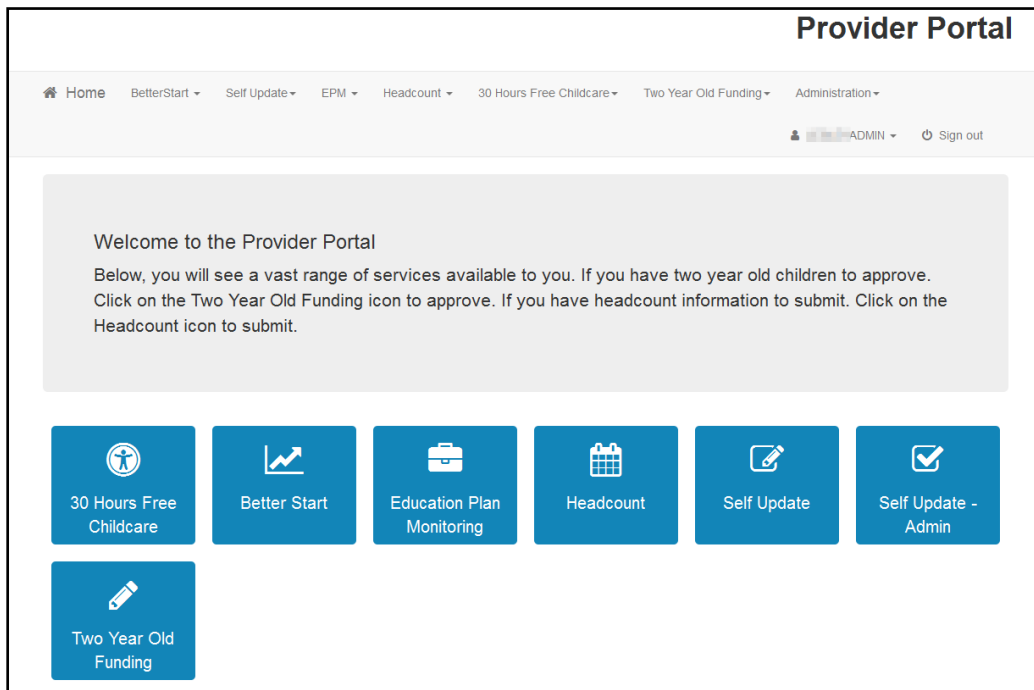 Provider Portal
Home BetterStart Self Update EPM Headcount 30 Hours Free Childcare Two Year Old Funding Administration
ADMIN Sign out
Welcome to the Provider Portal
Below, you will see a vast range of services available to you. If you have two year old children to approve.
Click on the Two Year Old Funding icon to approve. If you have headcount information to submit. Click on the
Headcount icon to submit.
30 Hours Free
Childcare
Better Start
Education Plan
Monitoring
Headcount
Self Update
Self Update -
Admin
Two Year Old
Funding